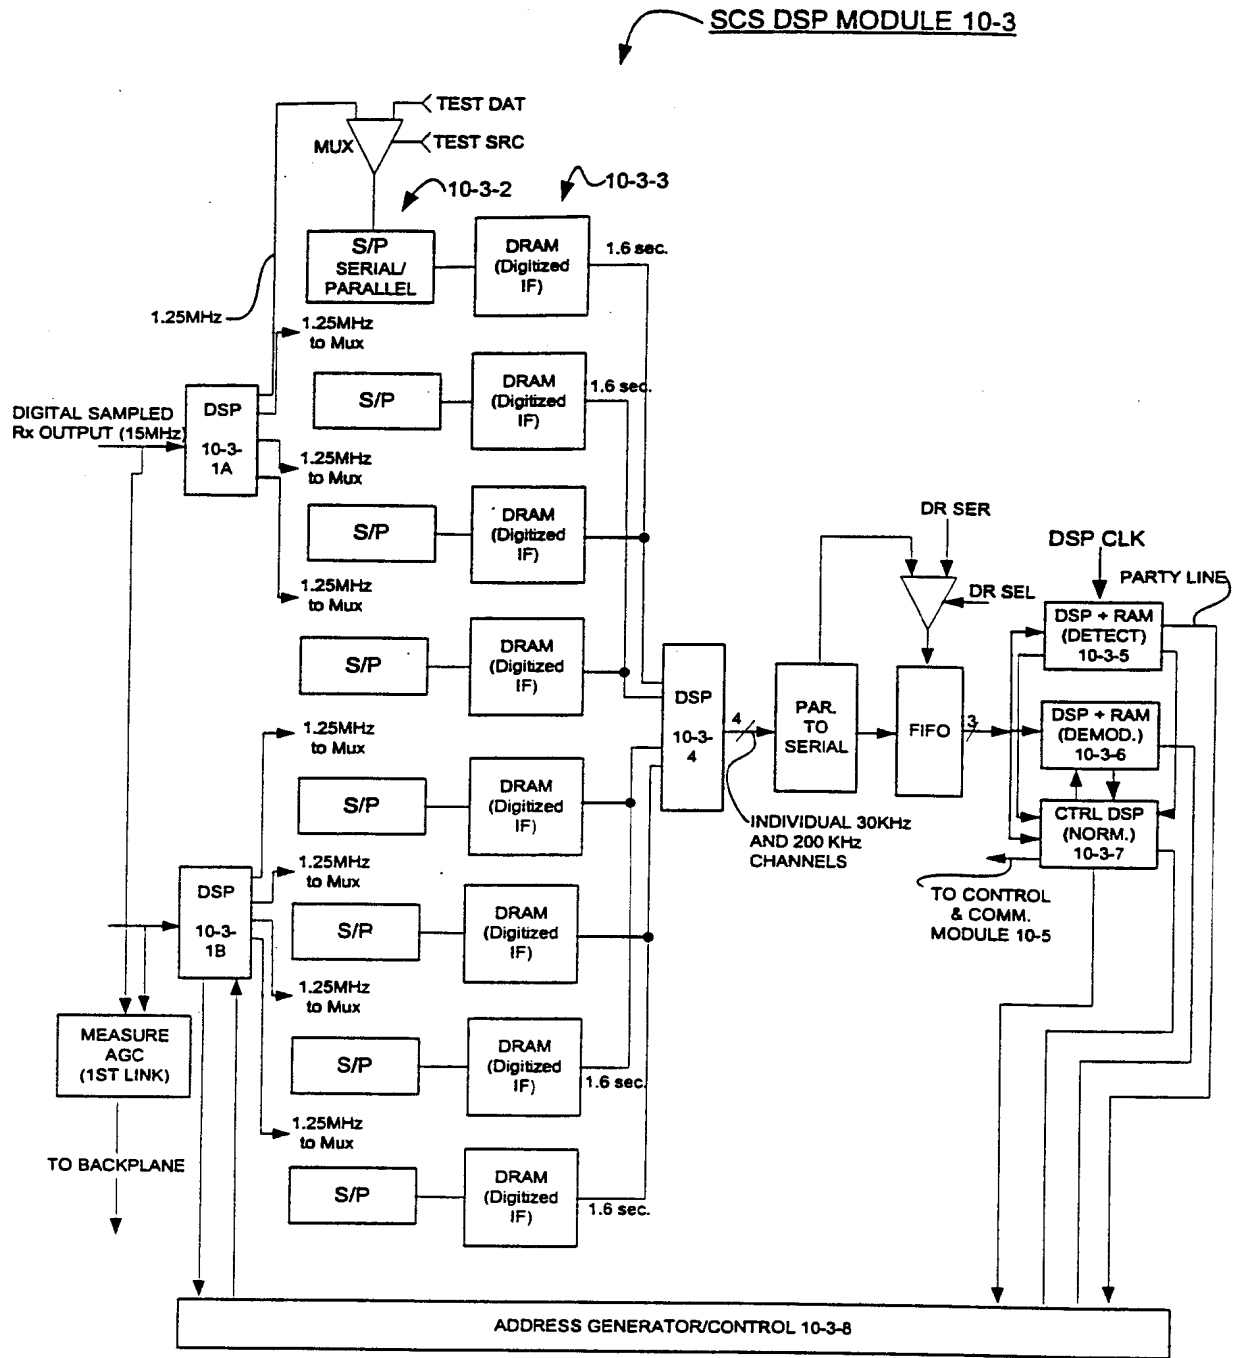 SCS DSP MODULE 10-3
TEST DAT
MUX
TEST SRC
10-3-2
10-3-3
S/P
SERIAL/
PARALLEL
DRAM
(Digitized
IF)
1.6 sec.
1.25MHz
1.25MHz
to Mux
S/P
DRAM
(Digitized
IF)
1.6 sec.
DIGITAL SAMPLED
Rx OUTPUT (15MHz)
DSP
10-3-
1A
1.25MHz
to Mux
S/P
DRAM
(Digitized
IF)
1.25MHz
to Mux
S/P
DRAM
(Digitized
IF)
DR SER
DR SEL
DSP CLK
PARTY LINE
DSP + RAM
(DETECT)
10-3-5
DSP
10-3-
4
4
PAR.
TO
SERIAL
FIFO
3
DSP + RAM
(DEMOD.)
10-3-6
CTRL DSP
(NORM.)
10-3-7
INDIVIDUAL 30KHz
AND 200 KHz
CHANNELS
TO CONTROL
& COMM.
MODULE 10-5
1.25MHz
to Mux
S/P
DRAM
(Digitized
IF)
DSP
10-3-
1B
1.25MHz
to Mux
S/P
DRAM
(Digitized
IF)
1.25MHz
to Mux
S/P
DRAM
(Digitized
IF)
1.6 sec.
MEASURE
AGC
(1ST LINK)
TO BACKPLANE
1.25MHz
to Mux
S/P
DRAM
(Digitized
IF)
1.6 sec.
ADDRESS GENERATOR/CONTROL 10-3-8